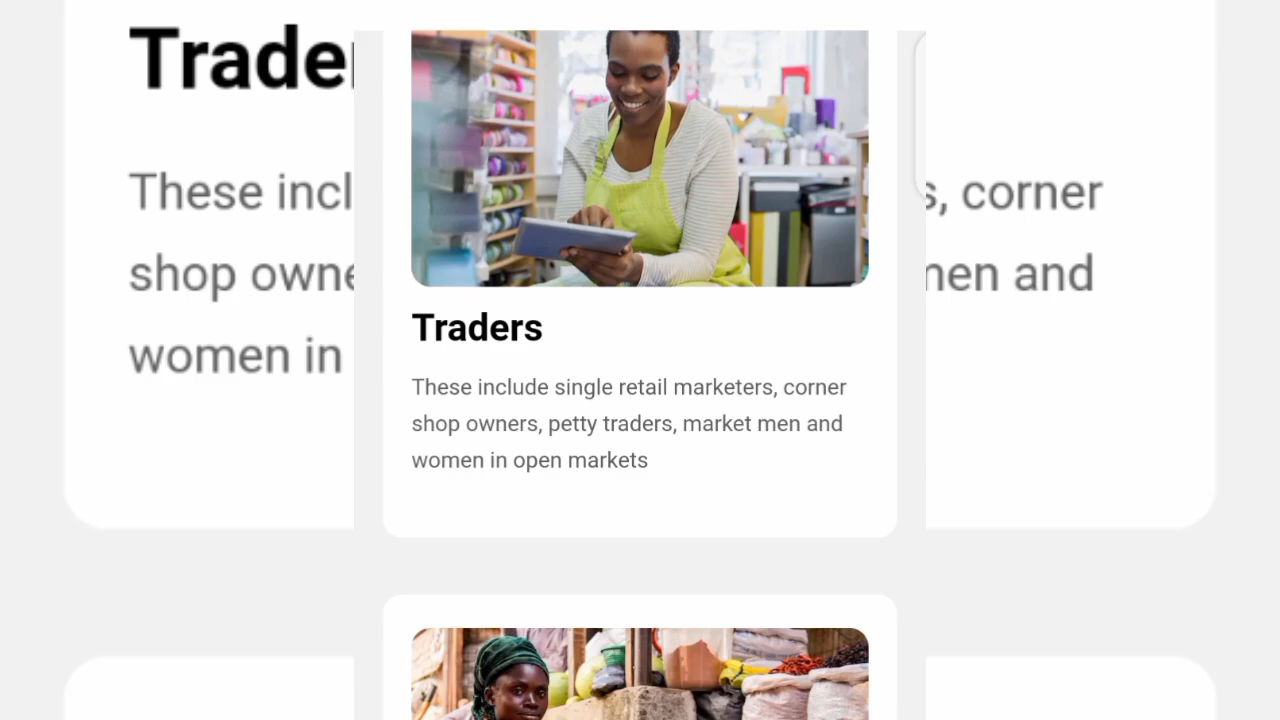 Trader
These incl
shop owne
women in
s, corner
men and
Traders
These include single retail marketers, corner
shop owners, petty traders, market men and
women in open markets